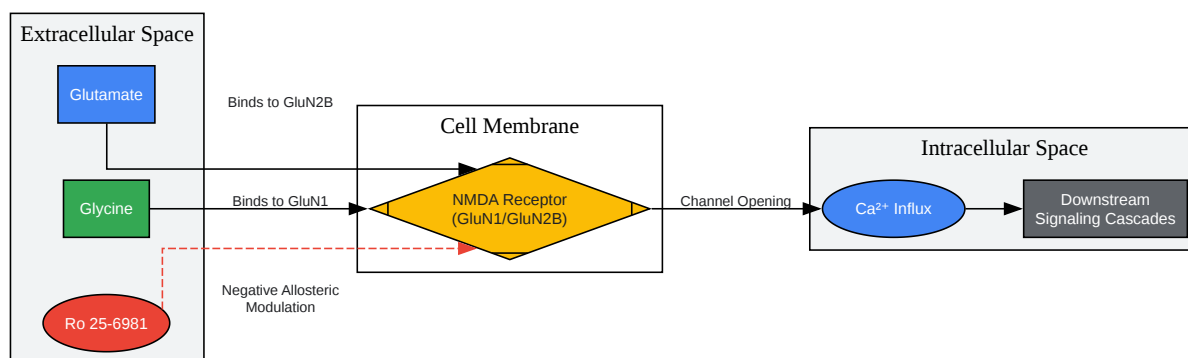 Extracellular Space
Glutamate
Glycine
Ro 25-6981
Binds to GluN2B
Binds to GluN1
Negative Allosteric
Modulation
Cell Membrane
NMDA Receptor
(GluN1/GluN2B)
Channel Opening
Intracellular Space
Ca²⁺ Influx
Downstream
Signaling Cascades